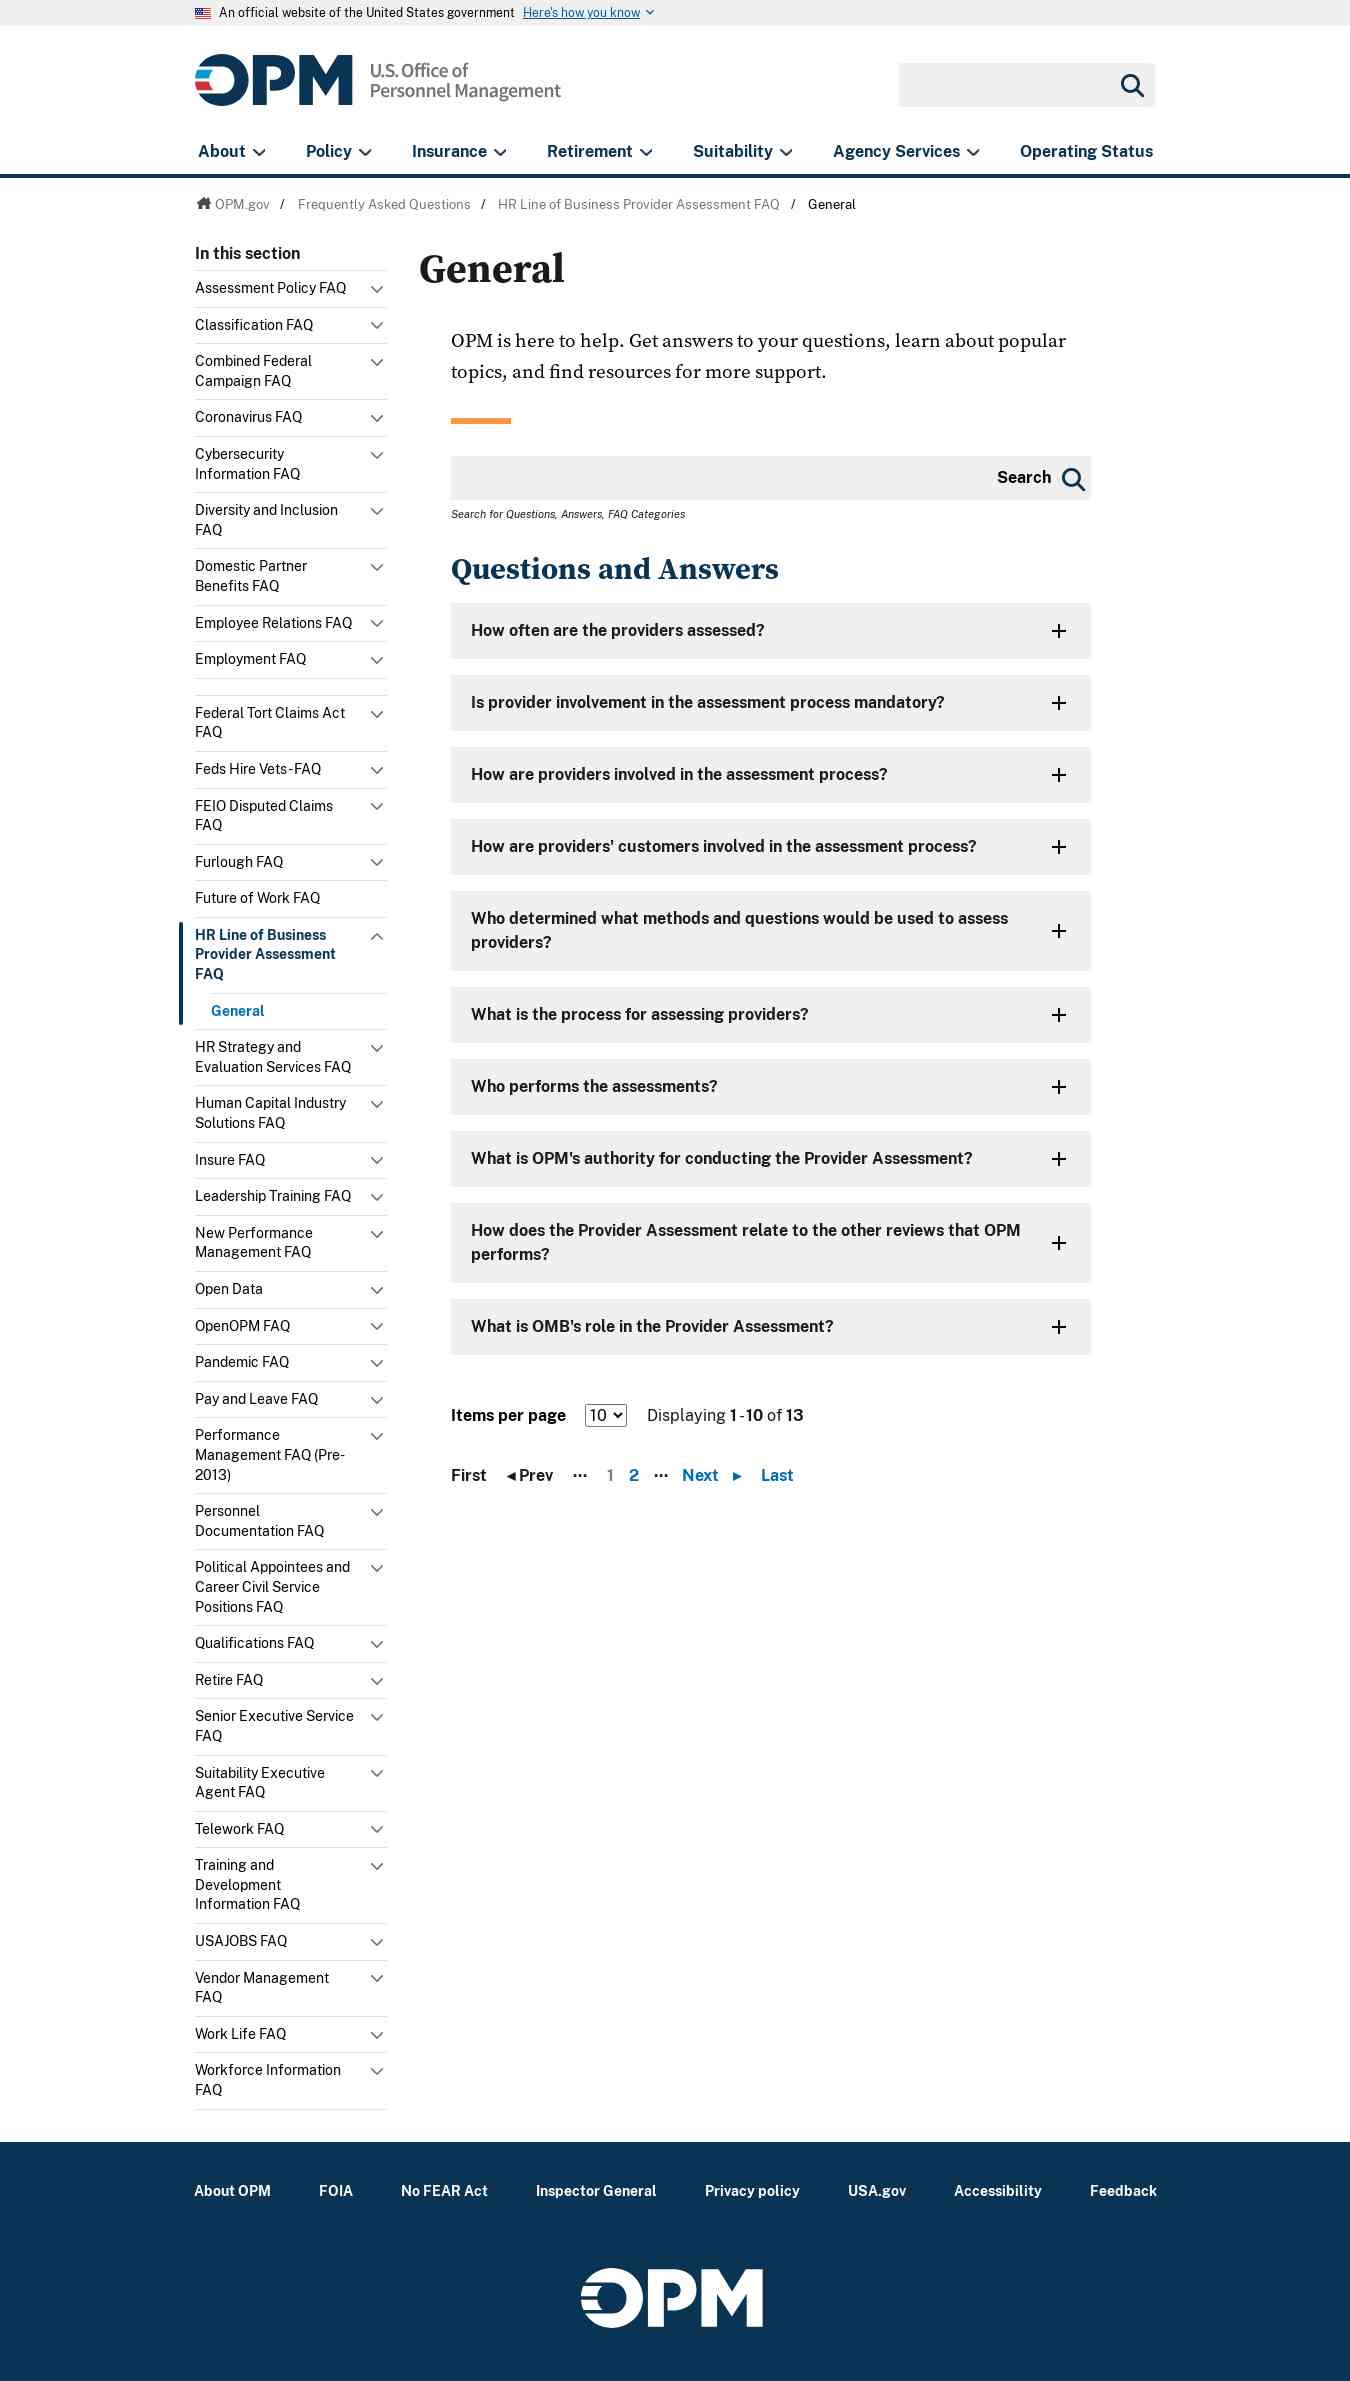 An official website of the United States government Here's how you know
OPM U.S. Office of
Personnel Management
About Policy Insurance Retirement Suitability Agency Services Operating Status
OPM.gov / Frequently Asked Questions / HR Line of Business Provider Assessment FAQ / General
In this section
Assessment Policy FAQ
Classification FAQ
Combined Federal
Campaign FAQ
Coronavirus FAQ
Cybersecurity
Information FAQ
Diversity and Inclusion
FAQ
Domestic Partner
Benefits FAQ
Employee Relations FAQ
Employment FAQ
Federal Tort Claims Act
FAQ
Feds Hire Vets-FAQ
FEIO Disputed Claims
FAQ
Furlough FAQ
Future of Work FAQ
HR Line of Business
Provider Assessment
FAQ
General
HR Strategy and
Evaluation Services FAQ
Human Capital Industry
Solutions FAQ
Insure FAQ
Leadership Training FAQ
New Performance
Management FAQ
Open Data
OpenOPM FAQ
Pandemic FAQ
Pay and Leave FAQ
Performance
Management FAQ (Pre-
2013)
Personnel
Documentation FAQ
Political Appointees and
Career Civil Service
Positions FAQ
Qualifications FAQ
Retire FAQ
Senior Executive Service
FAQ
Suitability Executive
Agent FAQ
Telework FAQ
Training and
Development
Information FAQ
USAJOBS FAQ
Vendor Management
FAQ
Work Life FAQ
Workforce Information
FAQ
General
OPM is here to help. Get answers to your questions, learn about popular
topics, and find resources for more support.
Search
Search for Questions, Answers, FAQ Categories
Questions and Answers
How often are the providers assessed?
Is provider involvement in the assessment process mandatory?
How are providers involved in the assessment process?
How are providers' customers involved in the assessment process?
Who determined what methods and questions would be used to assess
providers?
What is the process for assessing providers?
Who performs the assessments?
What is OPM's authority for conducting the Provider Assessment?
How does the Provider Assessment relate to the other reviews that OPM
performs?
What is OMB's role in the Provider Assessment?
Items per page 10 Displaying 1 - 10 of 13
First ◂ Prev ··· 1 2 ··· Next ▸ Last
About OPM FOIA No FEAR Act Inspector General Privacy policy USA.gov Accessibility Feedback
OPM